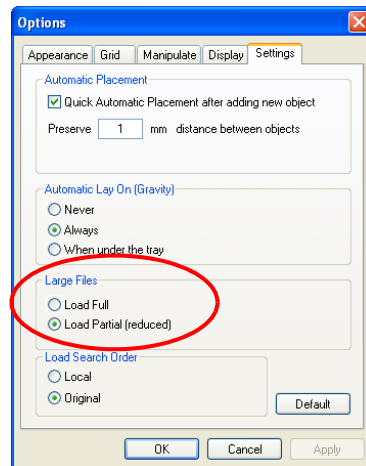 Options
Appearance Grid Manipulate Display Settings
Automatic Placement
Quick Automatic Placement after adding new object
Preserve 1 mm distance between objects
Automatic Lay On (Gravity)
Never
Always
When under the tray
Large Files
Load Full
Load Partial (reduced)
Load Search Order
Local
Original
Default
OK Cancel Apply